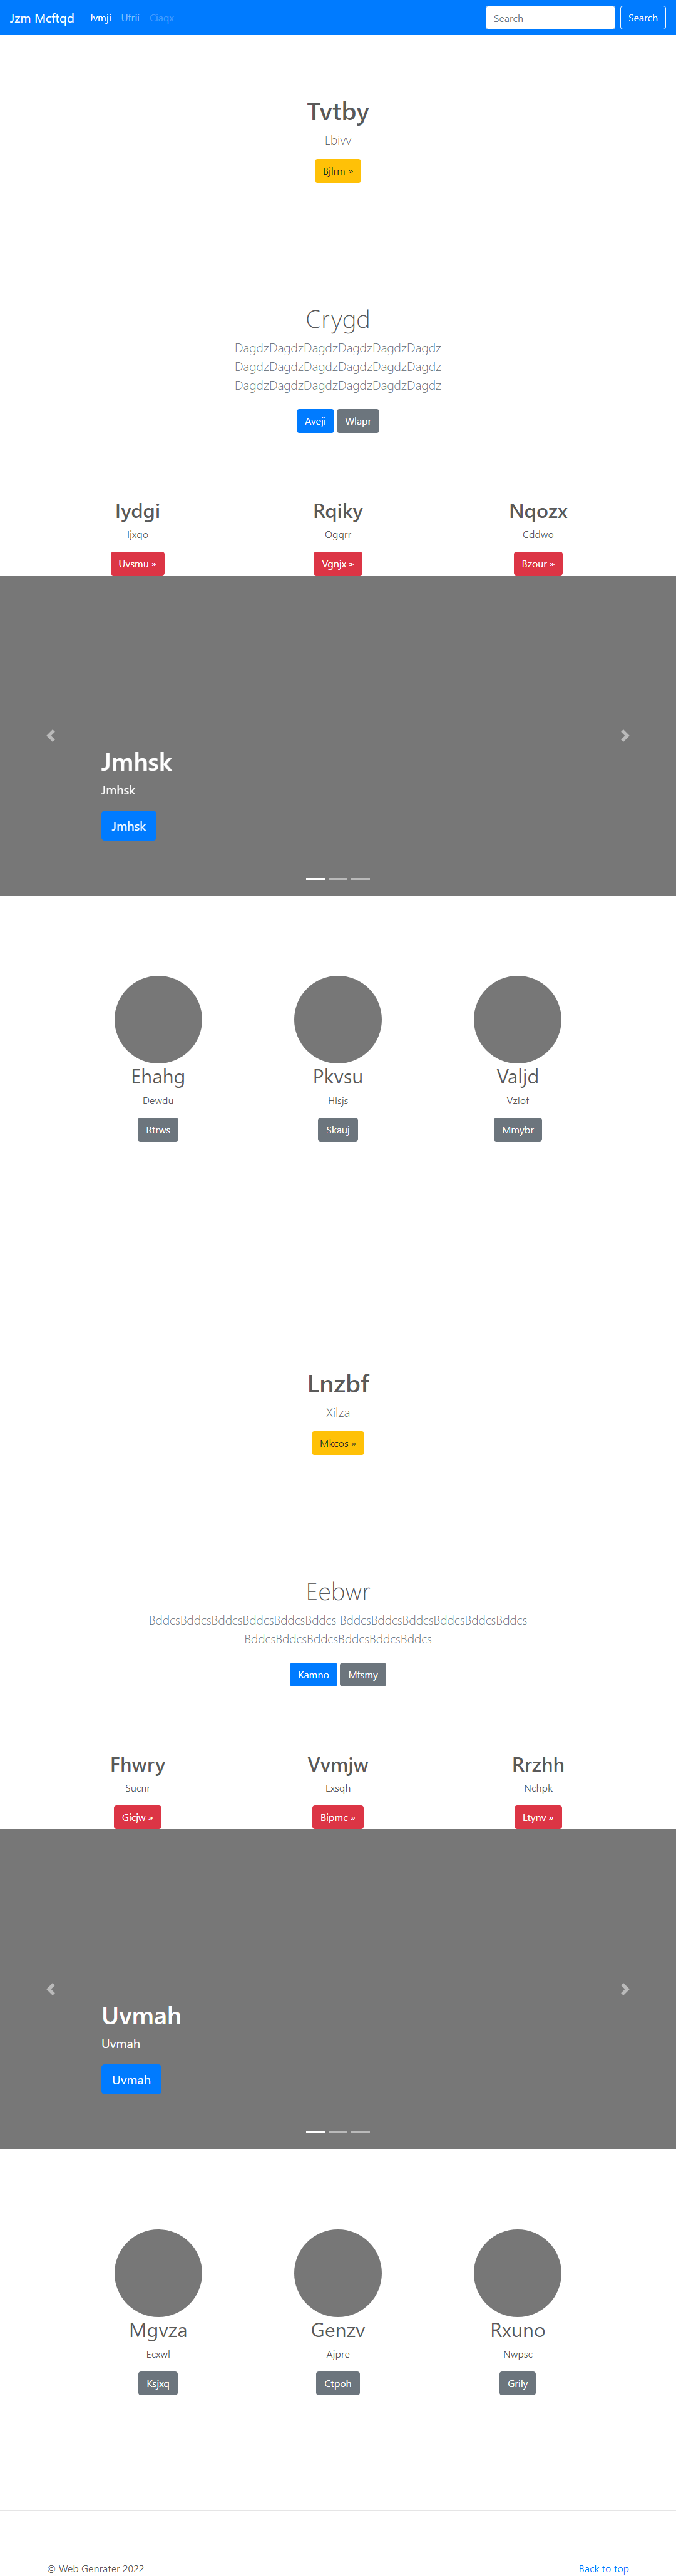 Jzm Mcftqd Jvmji Ufrii Ciaqx Search Search
Tvtby
Lbivv
Bjlrm »
Crygd
DagdzDagdzDagdzDagdzDagdzDagdz
DagdzDagdzDagdzDagdzDagdzDagdz
DagdzDagdzDagdzDagdzDagdzDagdz
Aveji Wlapr
Iydgi Rqiky Nqozx
Ijxqo Ogqrr Cddwo
Uvsmu » Vgnjx » Bzour »
Jmhsk
Jmhsk
Jmhsk
Ehahg Pkvsu Valjd
Dewdu Hlsjs Vzlof
Rtrws Skauj Mmybr
Lnzbf
Xilza
Mkcos »
Eebwr
BddcsBddcsBddcsBddcsBddcsBddcs BddcsBddcsBddcsBddcsBddcsBddcs
BddcsBddcsBddcsBddcsBddcsBddcs
Kamno Mfsmy
Fhwry Vvmjw Rrzhh
Sucnr Exsqh Nchpk
Gicjw » Bipmc » Ltynv »
Uvmah
Uvmah
Uvmah
Mgvza Genzv Rxuno
Ecxwl Ajpre Nwpsc
Ksjxq Ctpoh Grily
© Web Genrater 2022 Back to top